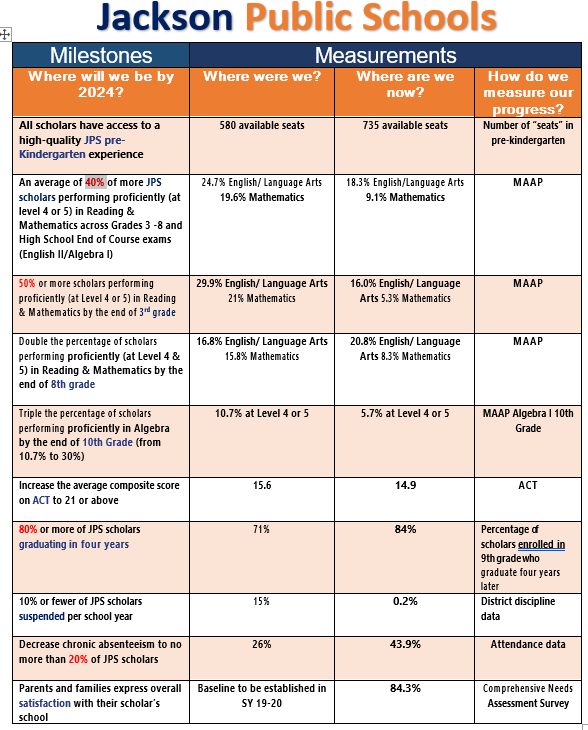 Jackson Public Schools
Milestones
Measurements
Where will we be by
2024?
Where were we?
Where are we
now?
How do we
measure our
progress?
All scholars have access to a
high-quality JPS pre-
Kindergarten experience
580 available seats
735 available seats
Number of "seats" in
pre-kindergarten
An average of 40% of more JPS
scholars performing proficiently (at
level 4 or 5) in Reading &
Mathematics across Grades 3 -8 and
High School End of Course exams
(English II/Algebra I)
24.7% English/ Language Arts
19.6% Mathematics
18.3% English/Language Arts
9.1% Mathematics
MAAP
50% or more scholars performing
proficiently (at Level 4 or 5) in Reading
& Mathematics by the end of 3rd grade
29.9% English/ Language Arts
21% Mathematics
16.0% English/ Language
Arts 5.3% Mathematics
MAAP
Double the percentage of scholars
performing proficiently (at Level 4 &
5) in Reading & Mathematics by the
end of 8th grade
16.8% English/ Language Arts
15.8% Mathematics
20.8% English/ Language
Arts 8.3% Mathematics
MAAP
Triple the percentage of scholars
performing proficiently in Algebra
by the end of 10th Grade (from
10.7% to 30%)
10.7% at Level 4 or 5
5.7% at Level 4 or 5
MAAP Algebra I 10th
Grade
Increase the average composite score
on ACT to 21 or above
15.6
14.9
ACT
80% or more of JPS scholars
graduating in four years
71%
84%
Percentage of
scholars enrolled in
9th grade who
graduate four years
later
10% or fewer of JPS scholars
suspended per school year
15%
0.2%
District discipline
data
Decrease chronic absenteeism to no
more than 20% of JPS scholars
26%
43.9%
Attendance data
Parents and families express overall
satisfaction with their scholar's
school
Baseline to be established in
SY 19-20
84.3%
Comprehensive Needs
Assessment Survey